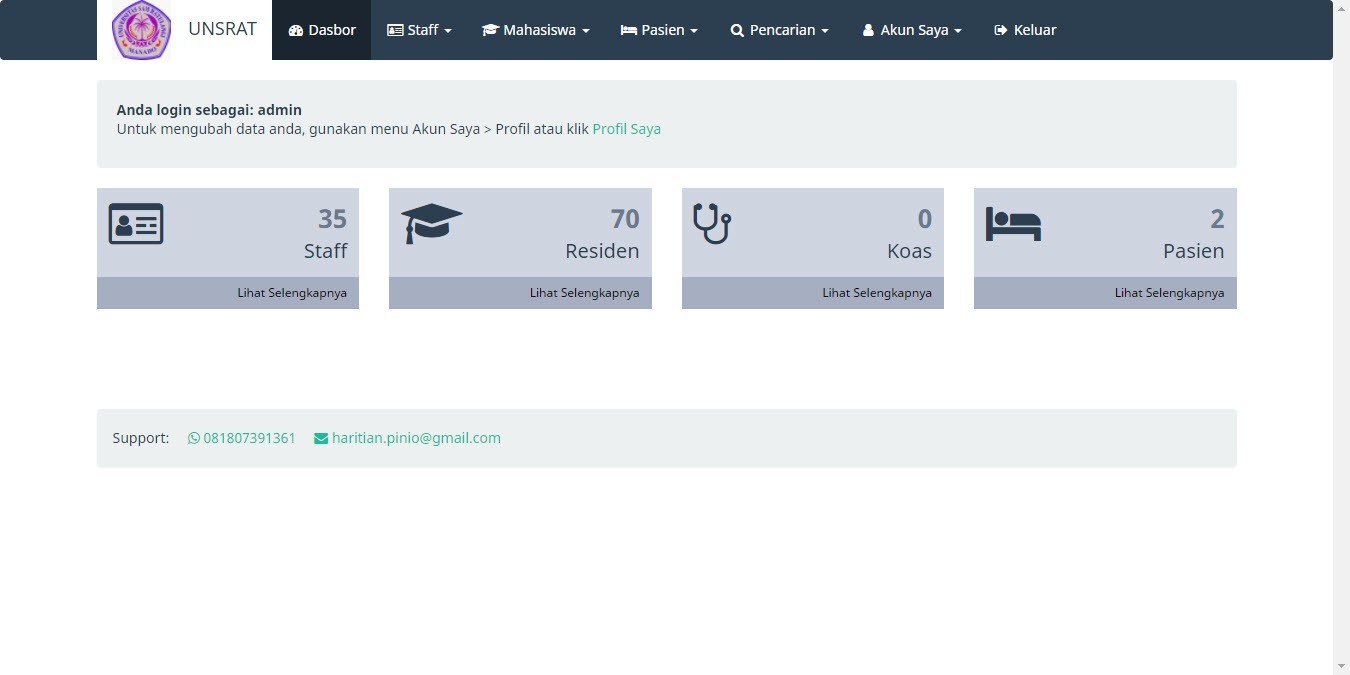 UNSRAT Dasbor Staff Mahasiswa Pasien Pencarian Akun Saya Keluar
Anda login sebagai: admin
Untuk mengubah data anda, gunakan menu Akun Saya > Profil atau klik Profil Saya
35
Staff
Lihat Selengkapnya
70
Residen
Lihat Selengkapnya
0
Koas
Lihat Selengkapnya
2
Pasien
Lihat Selengkapnya
Support: 081807391361 haritian.pinio@gmail.com